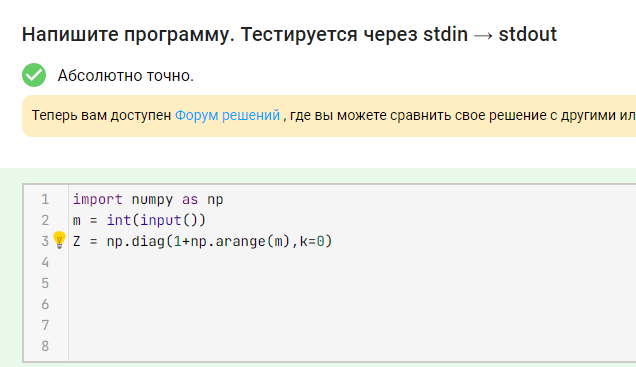 Напишите программу. Тестируется через stdin → stdout
Абсолютно точно.
Теперь вам доступен Форум решений , где вы можете сравнить свое решение с другими или
1 import numpy as np
2 m = int(input())
3 Z = np.diag(1+np.arange(m),k=0)
4
5
6
7
8